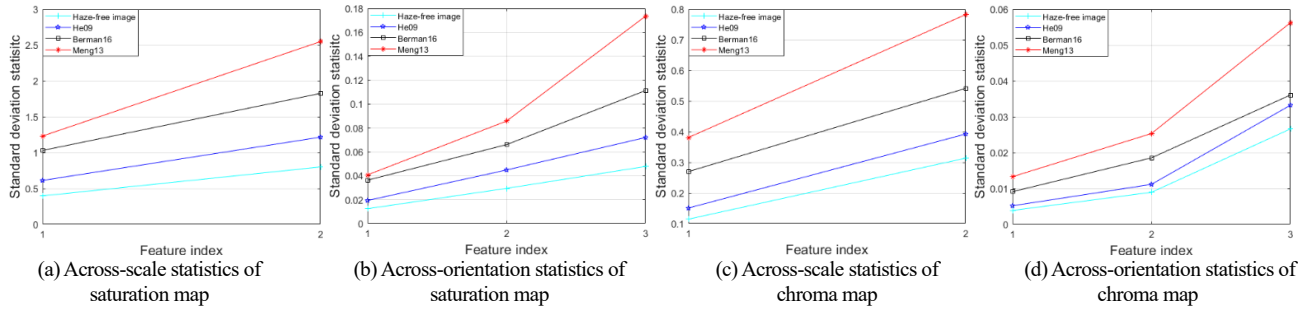 Standard deviation statisitc
3
2.5
2
1.5
1
0.5
0
Haze-free image
He09
Berman16
Meng13
1
2
Feature index
(a) Across-scale statistics of
saturation map
Standard deviation statisitc
0.18
0.16
0.14
0.12
0.1
0.08
0.06
0.04
0.02
0
Haze-free image
He09
Berman16
Meng13
1
2
3
Feature index
(b) Across-orientation statistics of
saturation map
Standard deviation statisitc
0.8
0.7
0.6
0.5
0.4
0.3
0.2
0.1
Haze-free image
He09
Berman16
Meng13
1
2
Feature index
(c) Across-scale statistics of
chroma map
Standard deviation statisitc
0.06
0.05
0.04
0.03
0.02
0.01
0
Haze-free image
He09
Berman16
Meng13
1
2
3
Feature index
(d) Across-orientation statistics of
chroma map